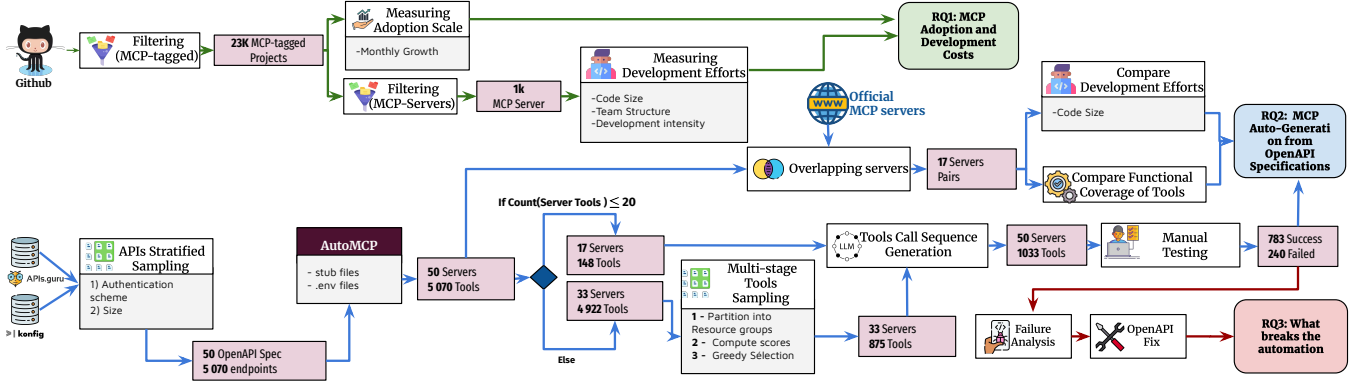 Github
Filtering
(MCP-tagged)
23K MCP-tagged
Projects
Measuring
Adoption Scale
-Monthly Growth
Filtering
(MCP-Servers)
1k
MCP Server
Measuring
Development Efforts
-Code Size
-Team Structure
-Development intensity
RQ1: MCP
Adoption and
Development
Costs
WWW
Official
MCP servers
Overlapping servers
17 Servers
Pairs
Compare
Development Efforts
-Code Size
Compare Functional
Coverage of Tools
RQ2: MCP
Auto-Generati
on from
OpenAPI
Specifications
APIs.guru
konfig
APIs Stratified
Sampling
1) Authentication
scheme
2) Size
50 OpenAPI Spec
5 070 endpoints
AutoMCP
- stub files
- .env files
50 Servers
5 070 Tools
If Count(Server Tools ) ≤ 20
17 Servers
148 Tools
33 Servers
4 922 Tools
Else
Multi-stage
Tools
Sampling
1 - Partition into
Resource groups
2 - Compute scores
3 - Greedy Sélection
33 Servers
875 Tools
LLM
Tools Call Sequence
Generation
50 Servers
1033 Tools
Manual
Testing
783 Success
240 Failed
Failure
Analysis
OpenAPI
Fix
RQ3: What
breaks the
automation